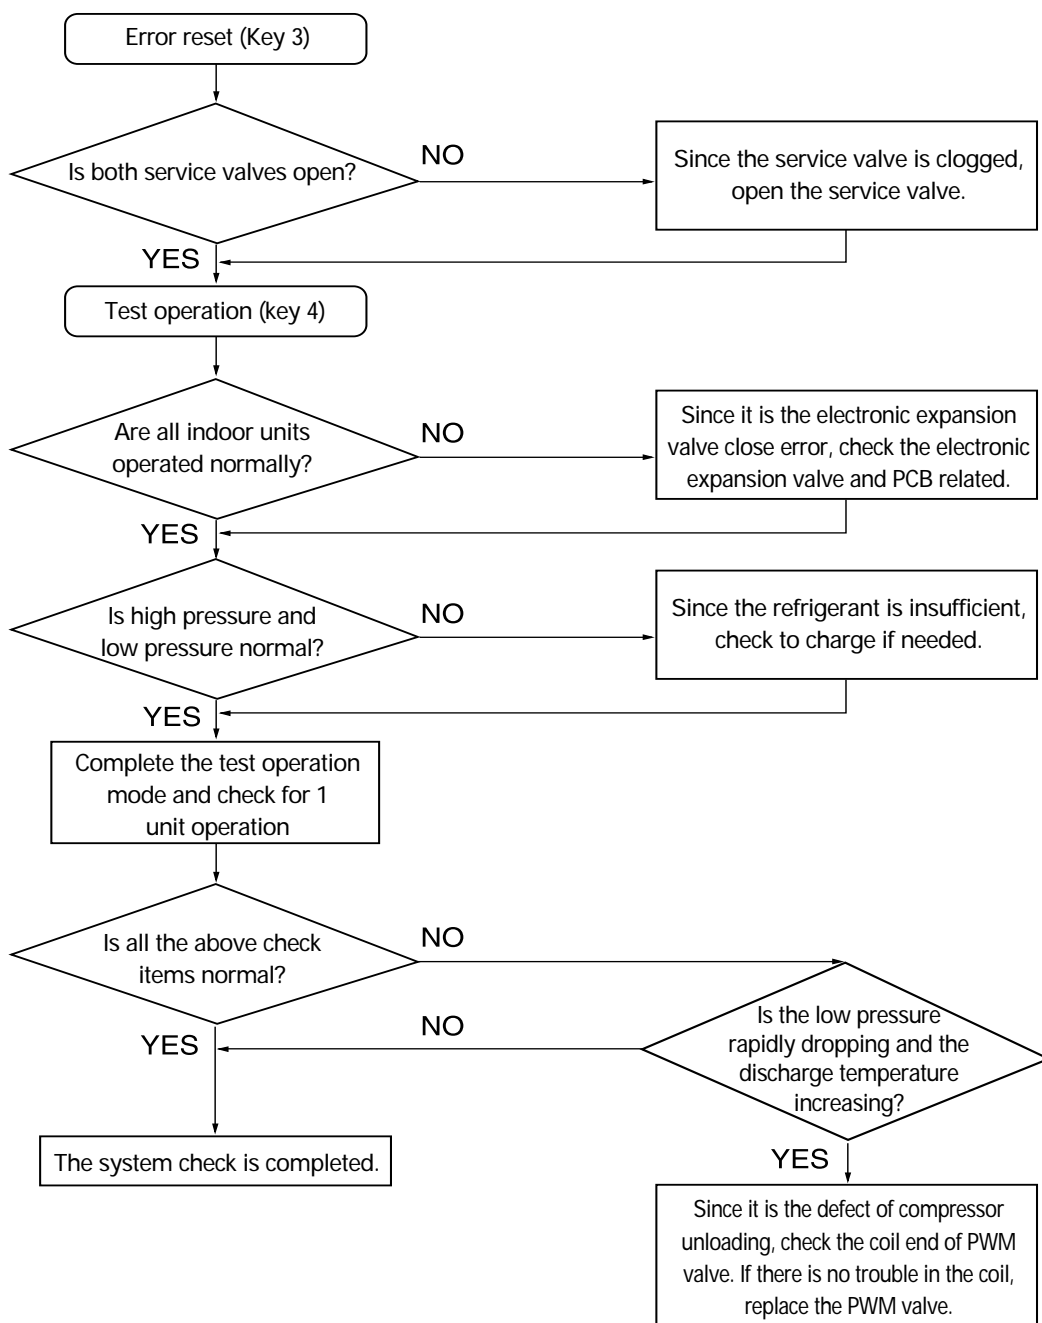 Error reset (Key 3)
Is both service valves open?
NO
Since the service valve is clogged,
open the service valve.
YES
Test operation (key 4)
Are all indoor units
operated normally?
NO
Since it is the electronic expansion
valve close error, check the electronic
expansion valve and PCB related.
YES
Is high pressure and
low pressure normal?
NO
Since the refrigerant is insufficient,
check to charge if needed.
YES
Complete the test operation
mode and check for 1
unit operation
Is all the above check
items normal?
NO
YES
Is the low pressure
rapidly dropping and the
discharge temperature
increasing?
NO
The system check is completed.
YES
Since it is the defect of compressor
unloading, check the coil end of PWM
valve. If there is no trouble in the coil,
replace the PWM valve.